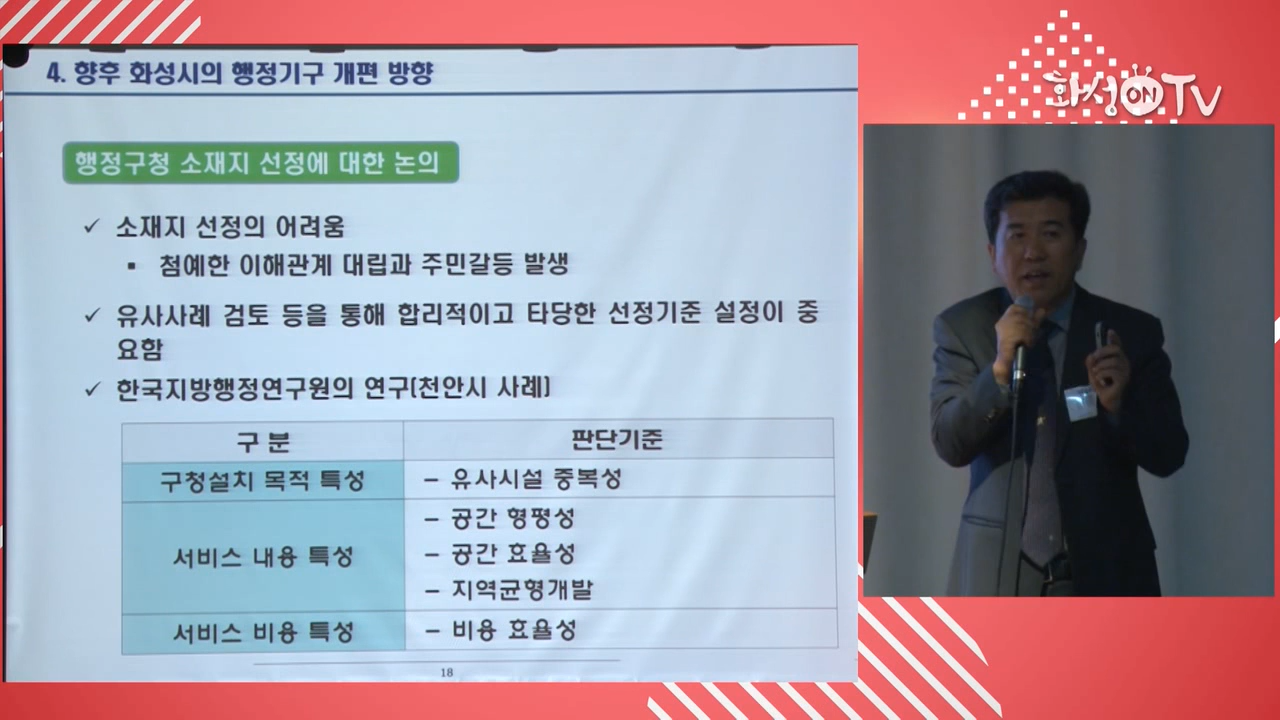 4. 향후 화성시의 행정기구 개편 방향
화성ONTV
행정구청 소재지 선정에 대한 논의
✓ 소재지 선정의 어려움
▪ 첨예한 이해관계 대립과 주민갈등 발생
✓ 유사사례 검토 등을 통해 합리적이고 타당한 선정기준 설정이 중
요함
✓ 한국지방행정연구원의 연구(천안시 사례)
구 분 판단기준
구청설치 목적 특성 – 유사시설 중복성
서비스 내용 특성
– 공간 형평성
– 공간 효율성
– 지역균형개발
서비스 비용 특성 – 비용 효율성
18